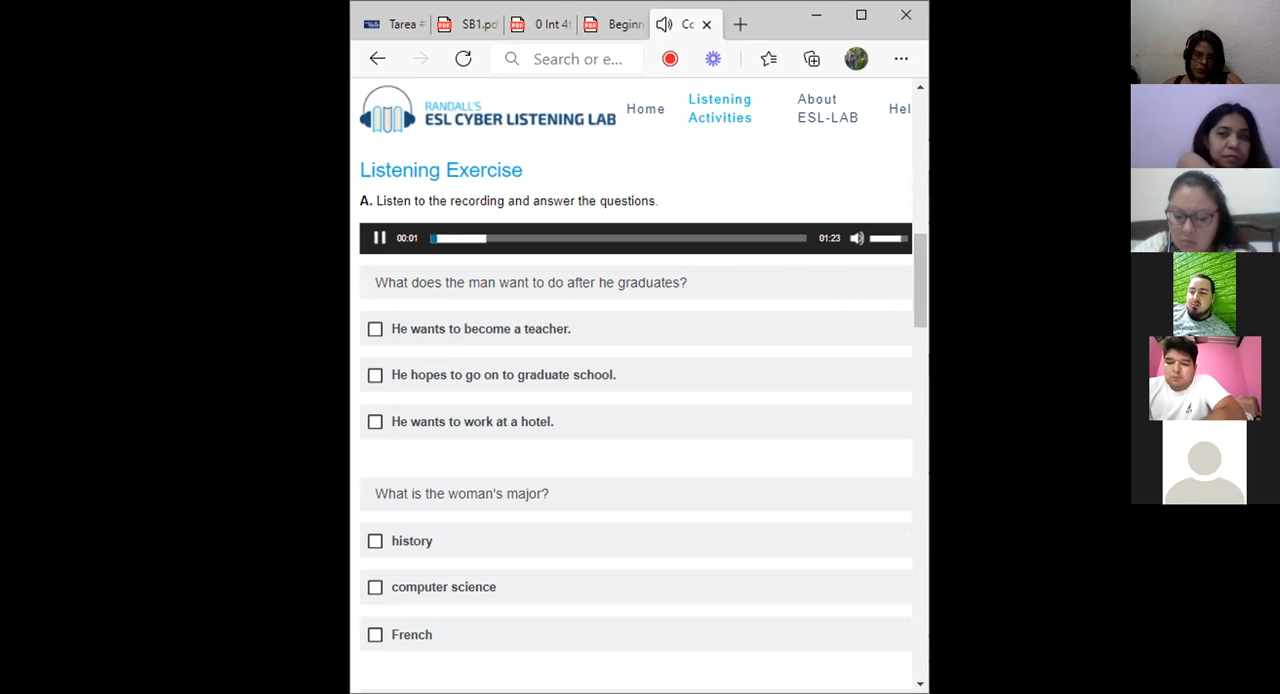 Tarea #
SB1.pd
0 Int 4t
Beginn
Cc
Search or e...
RANDALL'S
ESL CYBER LISTENING LAB
Home
Listening
Activities
About
ESL-LAB
Hel
Listening Exercise
A. Listen to the recording and answer the questions.
00:01
01:23
What does the man want to do after he graduates?
He wants to become a teacher.
He hopes to go on to graduate school.
He wants to work at a hotel.
What is the woman's major?
history
computer science
French